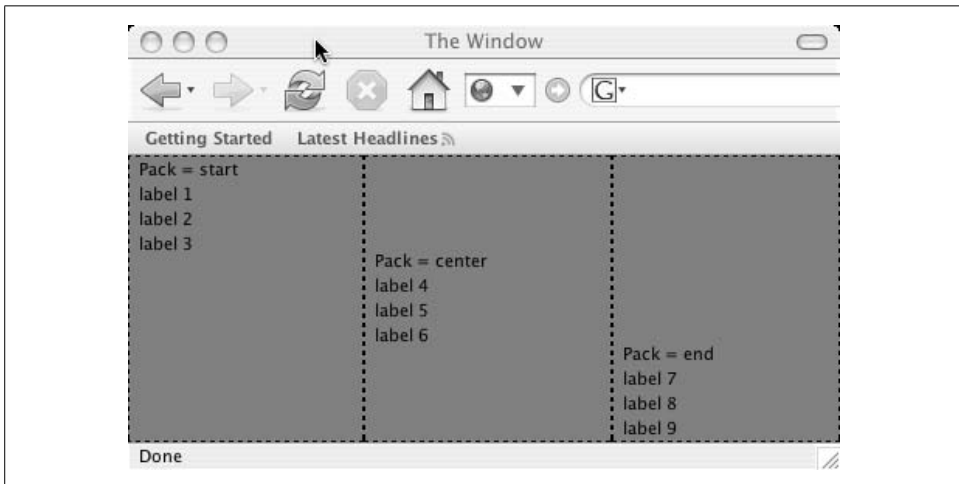 The Window
G
Getting Started Latest Headlines
Pack = start
label 1
label 2
label 3
Pack = center
label 4
label 5
label 6
Pack = end
label 7
label 8
label 9
Done